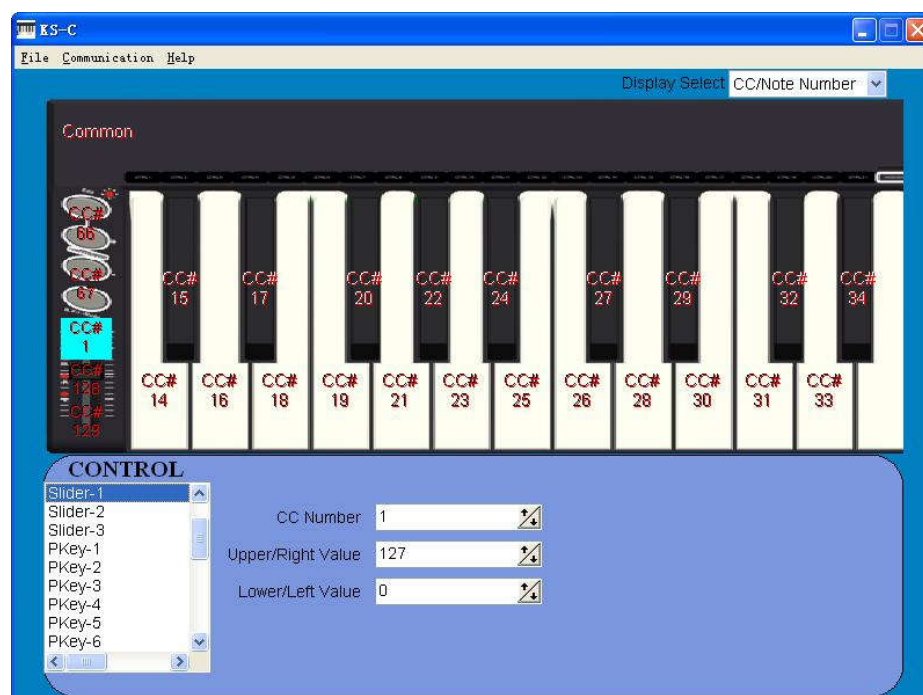 KS-C
File Communication Help
Display Select CC/Note Number
Common
CC#
66
CC#
67
CC#
1
CC#
128
CC#
129
CC#
15
CC#
17
CC#
20
CC#
22
CC#
24
CC#
27
CC#
29
CC#
32
CC#
34
CC#
14
CC#
16
CC#
18
CC#
19
CC#
21
CC#
23
CC#
25
CC#
26
CC#
28
CC#
30
CC#
31
CC#
33
CONTROL
Slider-1
Slider-2
Slider-3
PKey-1
PKey-2
PKey-3
PKey-4
PKey-5
PKey-6
CC Number 1
Upper/Right Value 127
Lower/Left Value 0